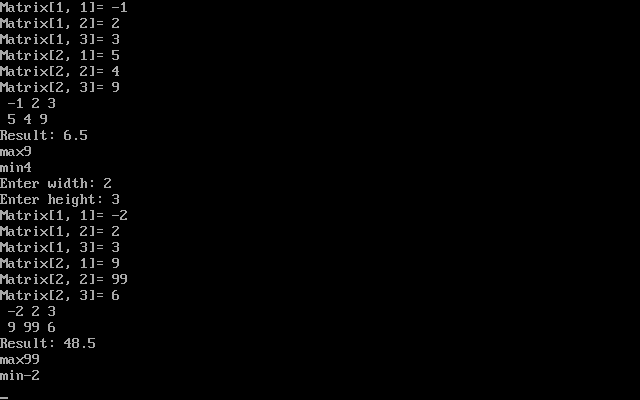 Matrix[1, 1]= -1
Matrix[1, 2]= 2
Matrix[1, 3]= 3
Matrix[2, 1]= 5
Matrix[2, 2]= 4
Matrix[2, 3]= 9
 -1 2 3
 5 4 9
Result: 6.5
max9
min4
Enter width: 2
Enter height: 3
Matrix[1, 1]= -2
Matrix[1, 2]= 2
Matrix[1, 3]= 3
Matrix[2, 1]= 9
Matrix[2, 2]= 99
Matrix[2, 3]= 6
 -2 2 3
 9 99 6
Result: 48.5
max99
min-2